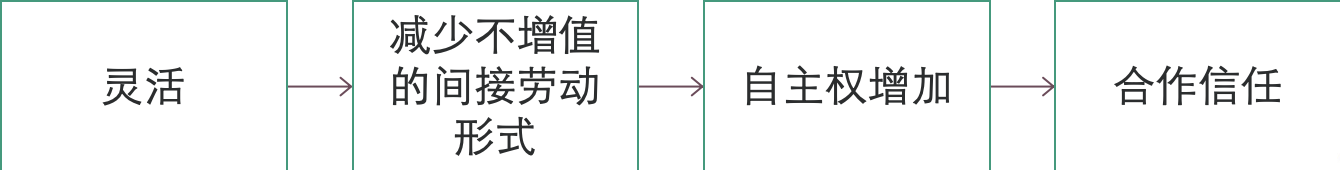 灵活
减少不增值
的间接劳动
形式
自主权增加
合作信任